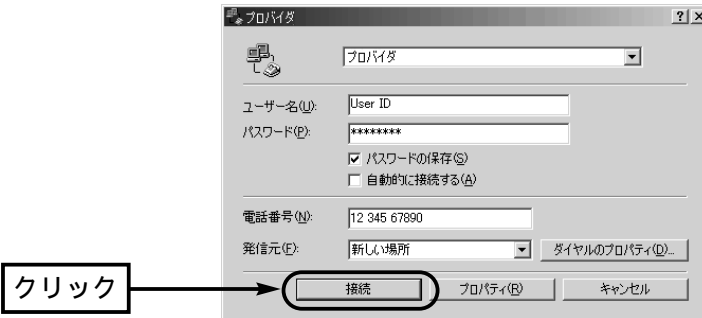 プロバイダ
プロバイダ
ユーザー名(U):
User ID
パスワード(P):
********
パスワードの保存(S)
自動的に接続する(A)
電話番号(N):
12 345 67890
発信元(F):
新しい場所
ダイヤルのプロパティ(D)...
クリック
接続
プロパティ(R)
キャンセル